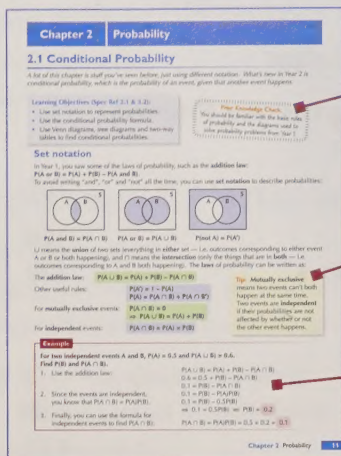 Chapter 2 Probability
2.1 Conditional Probability
A lot of this chapter is stuff you've seen before, just using different notation. What's new in Year 2 is
conditional probability, which is the probability of an event, given that another event happens.
Learning Objectives (Spec Ref 2.1 & 2.2):
• Use set notation to represent probabilities.
• Use the conditional probability formula.
• Use Venn diagrams, tree diagrams and two-way
tables to find conditional probabilities.
Prior Knowledge Check:
You should be familiar with the basic rules
of probability and the diagrams used to
solve probability problems from Year 1
Set notation
In Year 1, you saw some of the laws of probability, such as the addition law:
P(A or B) = P(A) + P(B) – P(A and B)
To avoid writing "and", "or" and "not" all the time, you can use set notation to describe probabilities:
S
A B
S
A B
S
A B
P(A and B) = P(A ∩ B)
P(A or B) = P(A ∪ B)
P(not A) = P(A')
∪ means the union of two sets (everything in either set — i.e. outcomes corresponding to either event
A or B or both happening), and ∩ means the intersection (only the things that are in both — i.e.
outcomes corresponding to A and B both happening). The laws of probability can be written as:
The addition law: P(A ∪ B) = P(A) + P(B) – P(A ∩ B)
Other useful rules: P(A') = 1 – P(A)
P(A) = P(A ∩ B) + P(A ∩ B')
For mutually exclusive events: P(A ∩ B) = 0
⇒ P(A ∪ B) = P(A) + P(B)
For independent events: P(A ∩ B) = P(A) × P(B)
Tip: Mutually exclusive
means two events can't both
happen at the same time.
Two events are independent
if their probabilities are not
affected by whether or not
the other event happens.
Example
For two independent events A and B, P(A) = 0.5 and P(A ∪ B) = 0.6.
Find P(B) and P(A ∩ B).
1. Use the addition law: P(A ∪ B) = P(A) + P(B) – P(A ∩ B)
0.6 = 0.5 + P(B) – P(A ∩ B)
0.1 = P(B) – P(A ∩ B)
2. Since the events are independent, 0.1 = P(B) – P(A)P(B)
you know that P(A ∩ B) = P(A)P(B). 0.1 = P(B) – 0.5P(B)
⇒ 0.1 = 0.5P(B) ⇒ P(B) = 0.2
3. Finally, you can use the formula for
independent events to find P(A ∩ B). P(A ∩ B) = P(A)P(B) = 0.5 × 0.2 = 0.1
Chapter 2 Probability 11